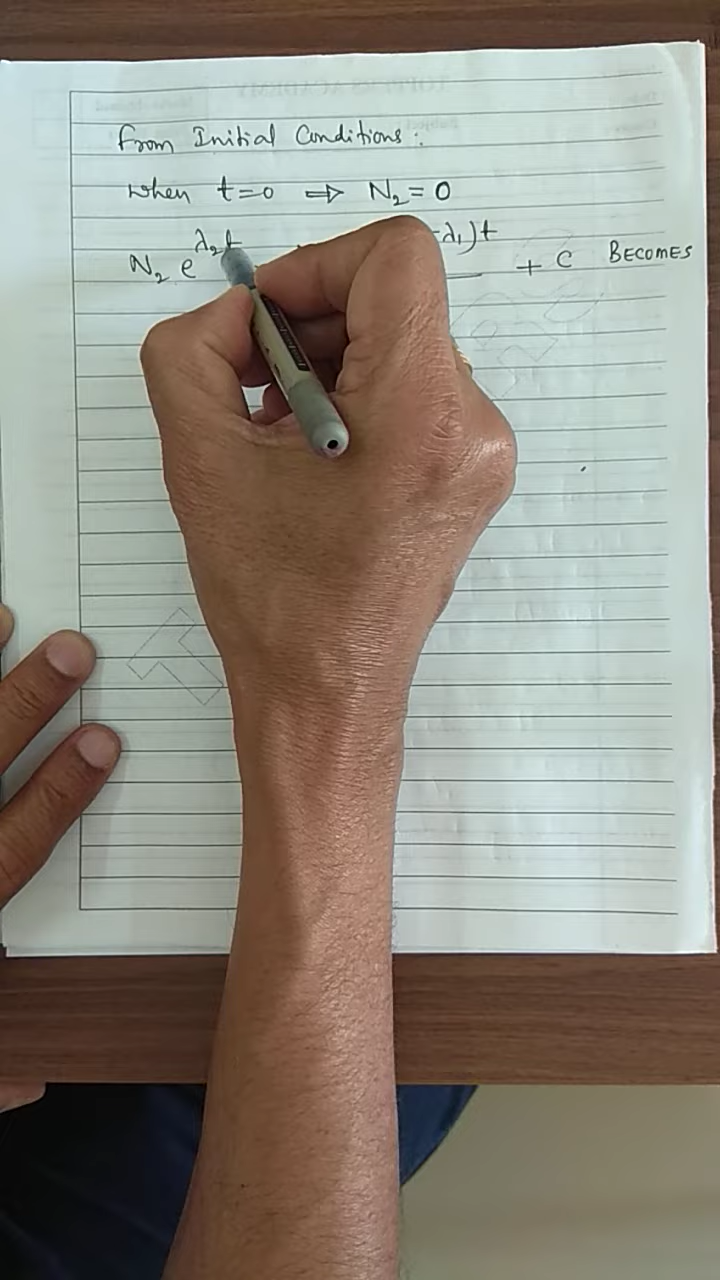 From Initial Conditions :
When t=0 ⇒ N₂ = 0
N₂ e^λ₂t -λ₁)t + C BECOMES